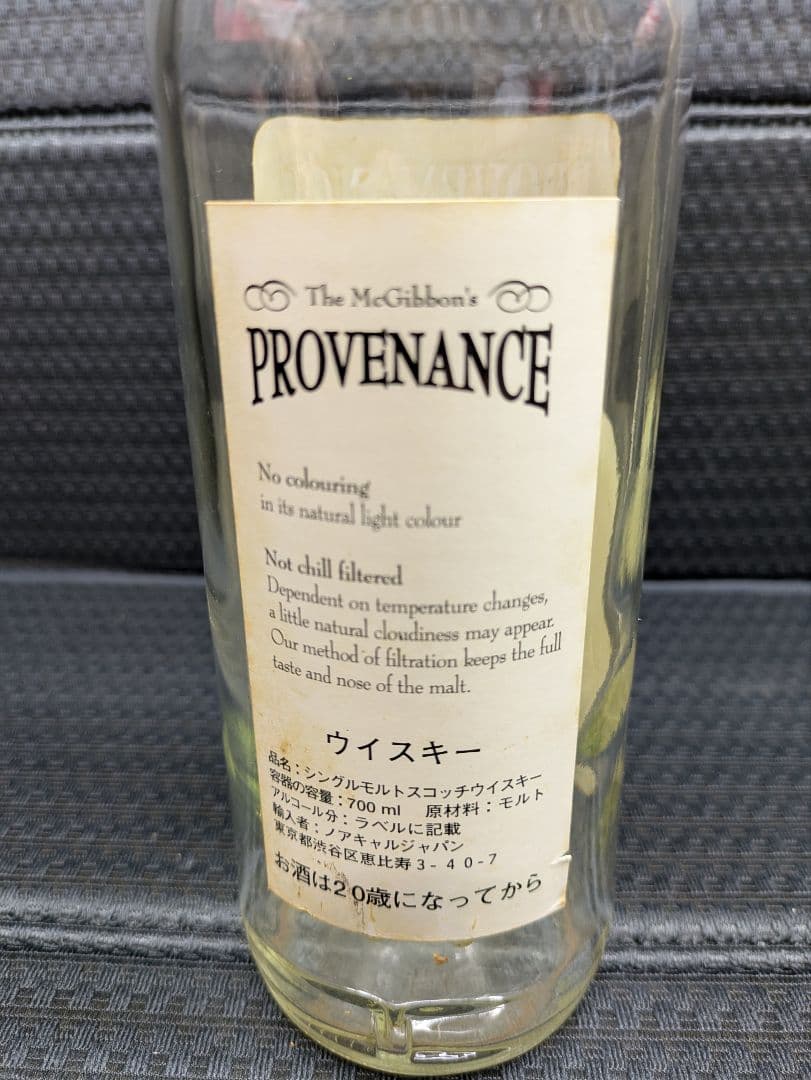 The McGibbon's
PROVENANCE
No colouring
in its natural light colour
Not chill filtered
Dependent on temperature changes,
a little natural cloudiness may appear.
Our method of filtration keeps the full
taste and nose of the malt.
ウイスキー
品名：シングルモルトスコッチウイスキー
容器の容量：700 ml 原材料：モルト
アルコール分：ラベルに記載
輸入者：ノアキャルジャパン
東京都渋谷区恵比寿3-40-7
お酒は20歳になってから